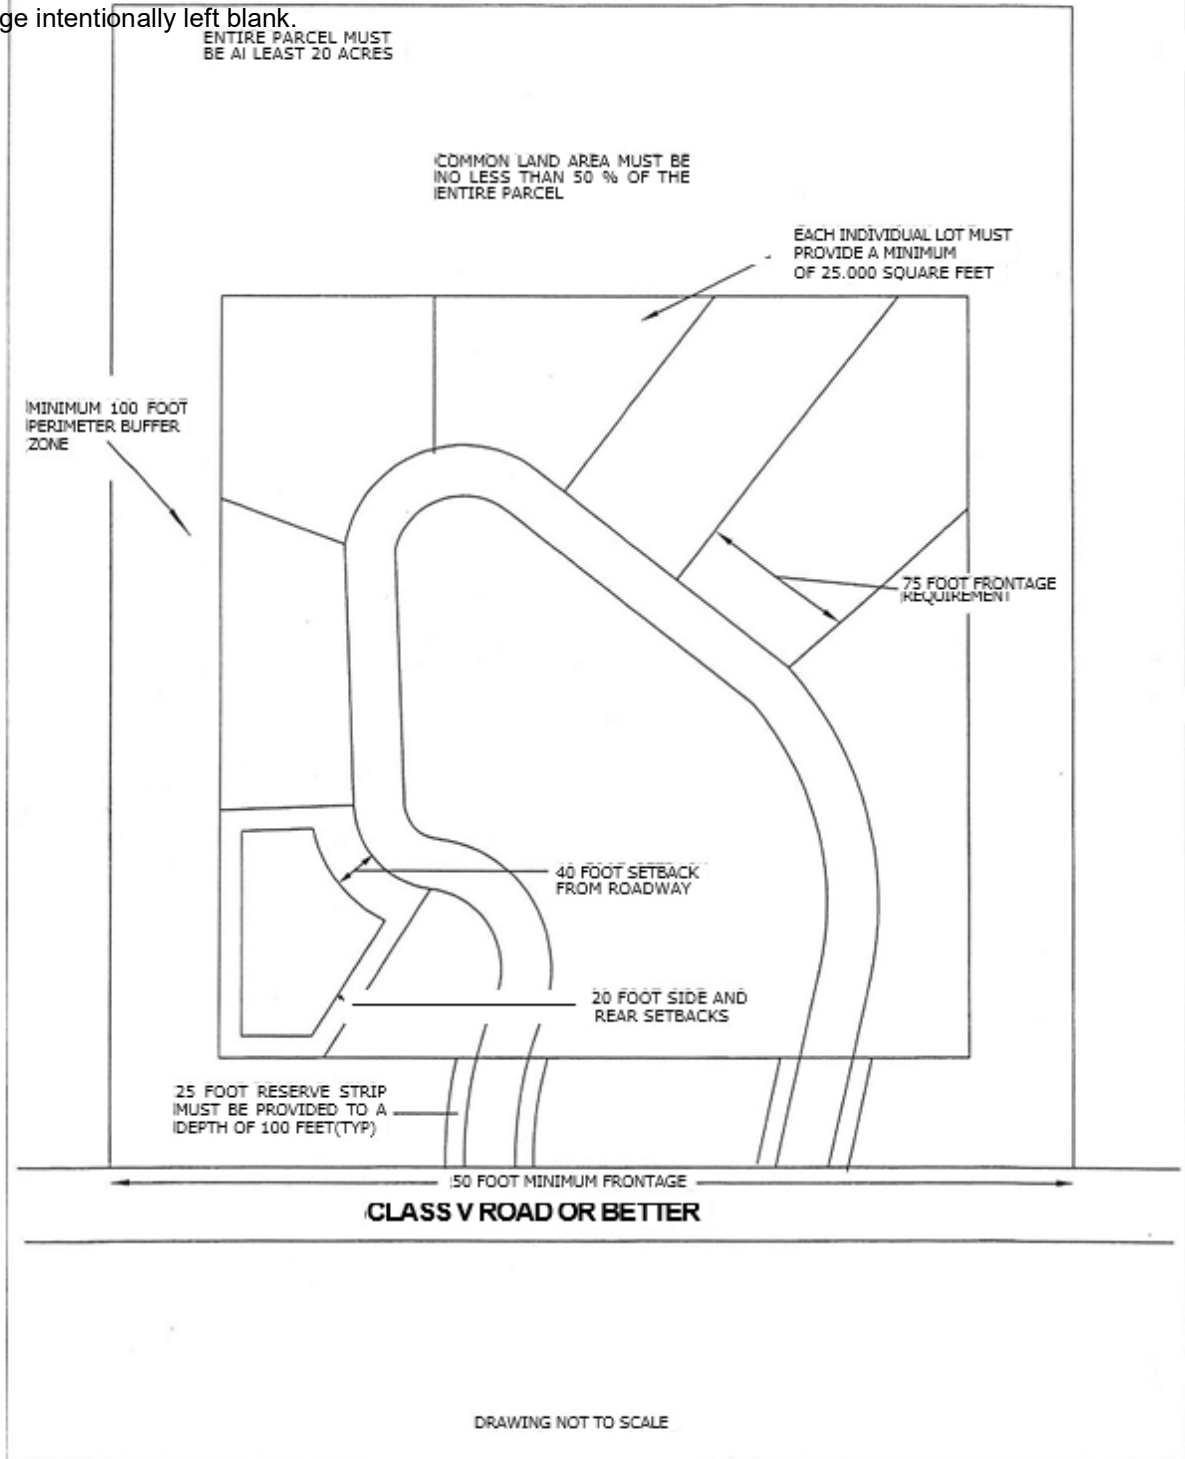 ge intentionally left blank.
ENTIRE PARCEL MUST
BE AI LEAST 20 ACRES
COMMON LAND AREA MUST BE
NO LESS THAN 50 % OF THE
ENTIRE PARCEL
EACH INDIVIDUAL LOT MUST
PROVIDE A MINIMUM
OF 25.000 SQUARE FEET
MINIMUM 100 FOOT
PERIMETER BUFFER
ZONE
75 FOOT FRONTAGE
REQUIREMENT
40 FOOT SETBACK
FROM ROADWAY
20 FOOT SIDE AND
REAR SETBACKS
25 FOOT RESERVE STRIP
MUST BE PROVIDED TO A
DEPTH OF 100 FEET(TYP)
50 FOOT MINIMUM FRONTAGE
CLASS V ROAD OR BETTER
DRAWING NOT TO SCALE